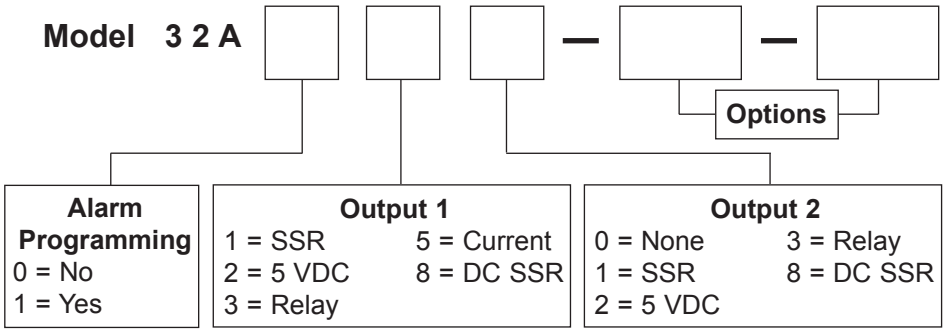 Model 3 2 A — —
Options
Alarm
Programming
0 = No
1 = Yes
Output 1
1 = SSR 5 = Current
2 = 5 VDC 8 = DC SSR
3 = Relay
Output 2
0 = None 3 = Relay
1 = SSR 8 = DC SSR
2 = 5 VDC